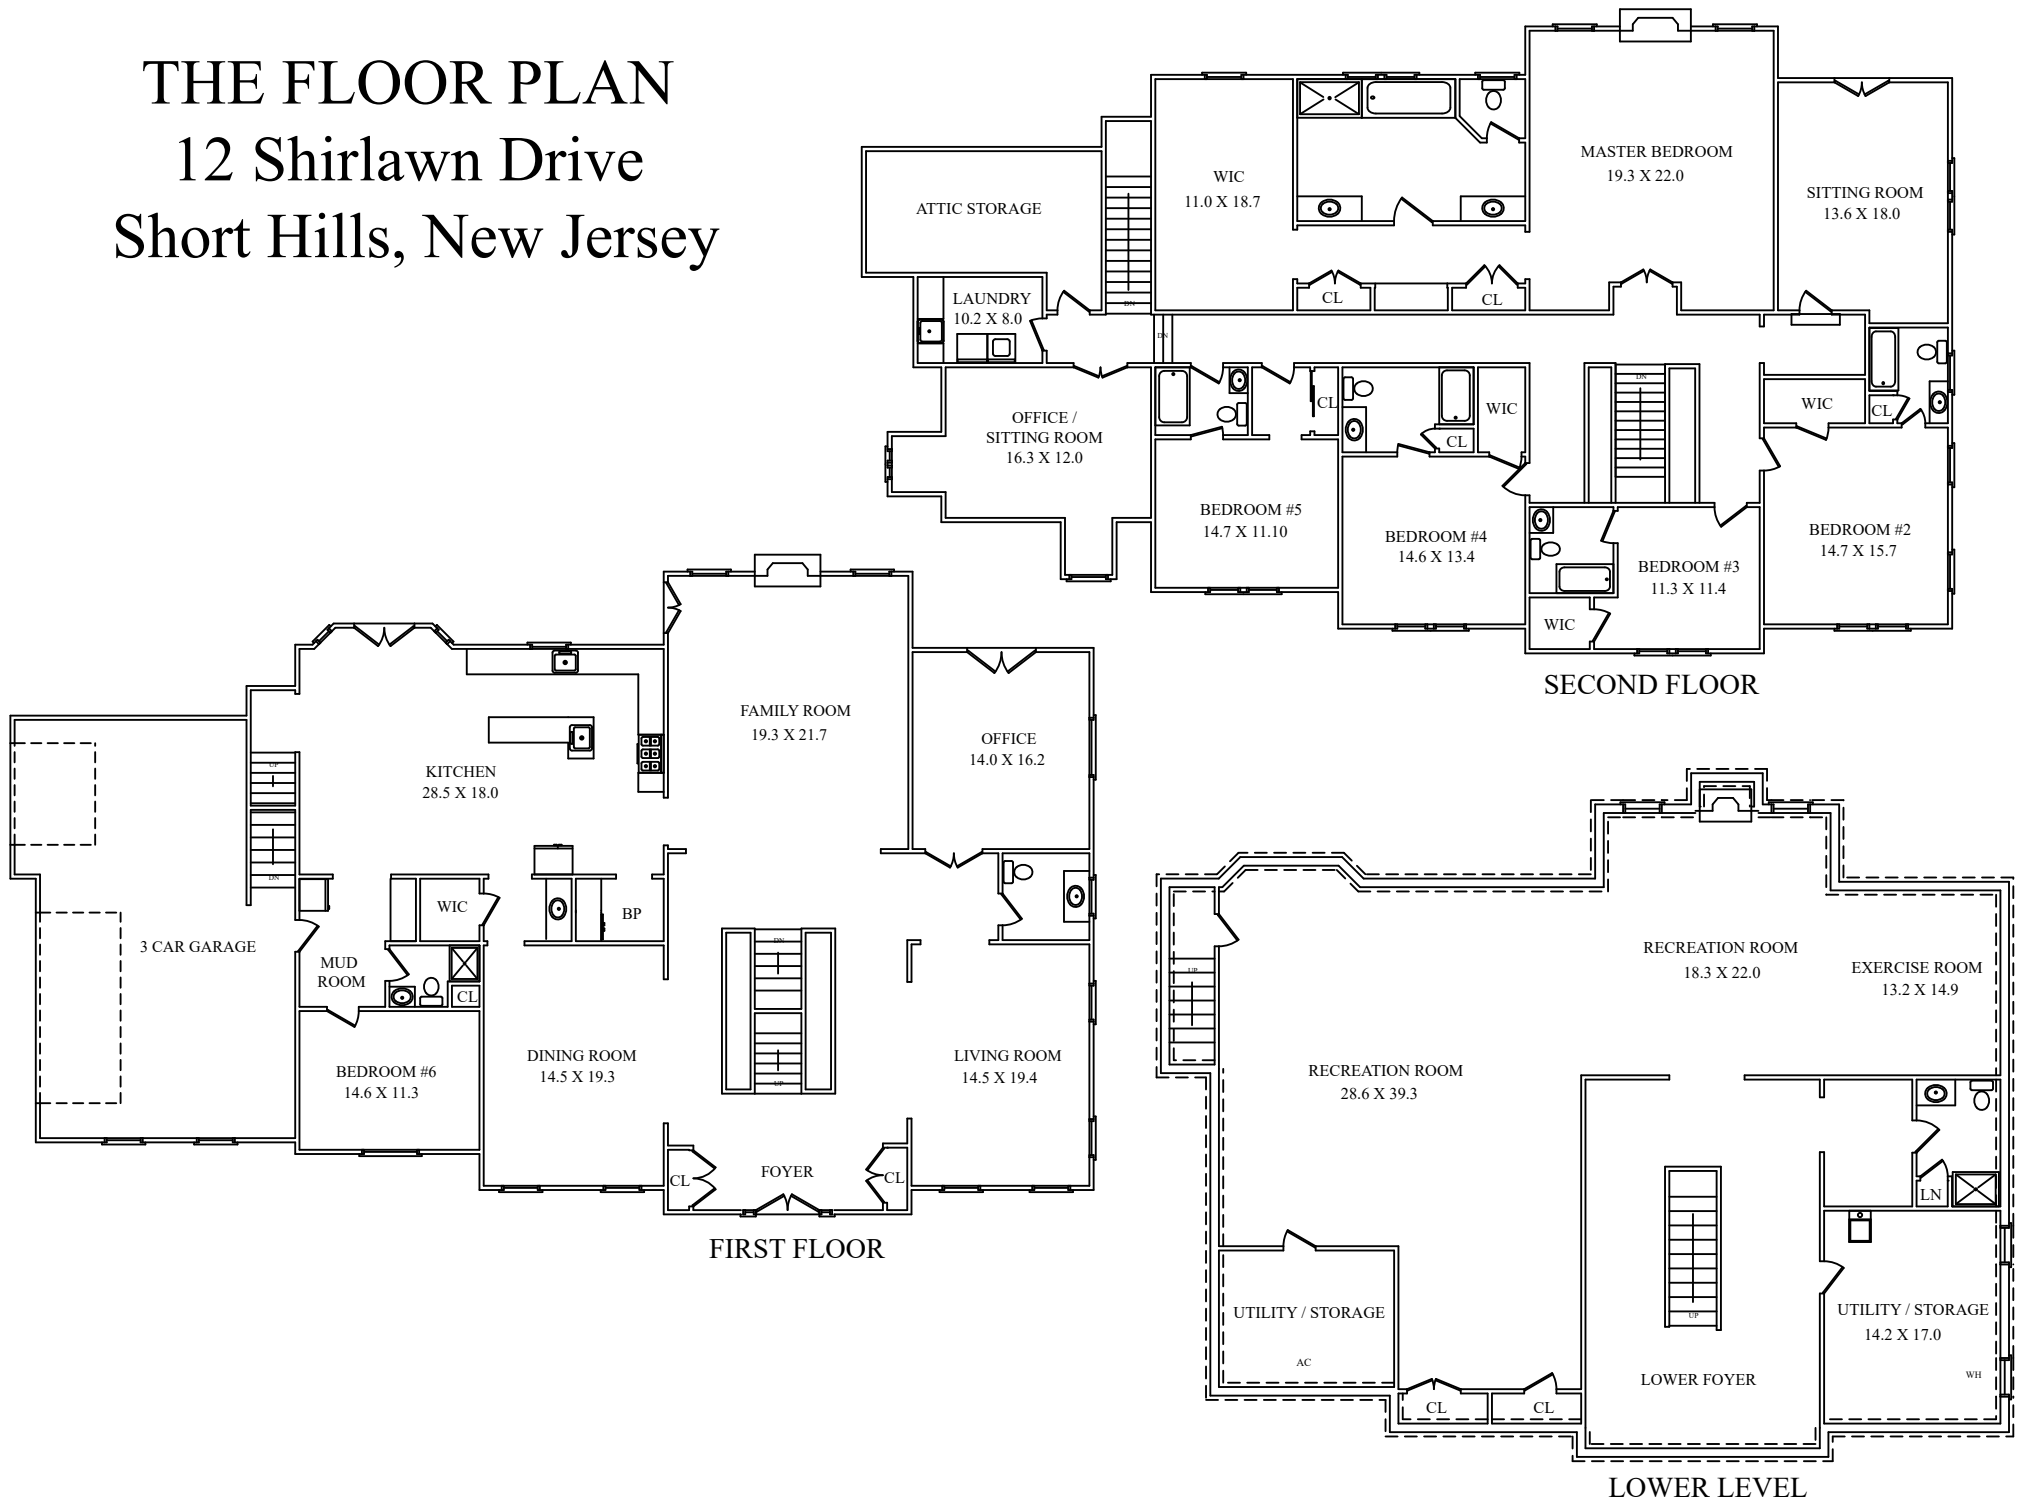 THE FLOOR PLAN
12 Shirlawn Drive
Short Hills, New Jersey
ATTIC STORAGE
LAUNDRY
10.2 X 8.0
DN
DN
WIC
11.0 X 18.7
CL
CL
MASTER BEDROOM
19.3 X 22.0
SITTING ROOM
13.6 X 18.0
OFFICE /
SITTING ROOM
16.3 X 12.0
CL
BEDROOM #5
14.7 X 11.10
CL
WIC
BEDROOM #4
14.6 X 13.4
DN
WIC
BEDROOM #3
11.3 X 11.4
WIC
CL
BEDROOM #2
14.7 X 15.7
SECOND FLOOR
KITCHEN
28.5 X 18.0
UP
DN
3 CAR GARAGE
MUD
ROOM
WIC
CL
BP
BEDROOM #6
14.6 X 11.3
DINING ROOM
14.5 X 19.3
FAMILY ROOM
19.3 X 21.7
OFFICE
14.0 X 16.2
DN
UP
LIVING ROOM
14.5 X 19.4
CL
FOYER
CL
FIRST FLOOR
UP
RECREATION ROOM
28.6 X 39.3
RECREATION ROOM
18.3 X 22.0
EXERCISE ROOM
13.2 X 14.9
LN
UTILITY / STORAGE
AC
CL
CL
UP
LOWER FOYER
UTILITY / STORAGE
14.2 X 17.0
WH
LOWER LEVEL